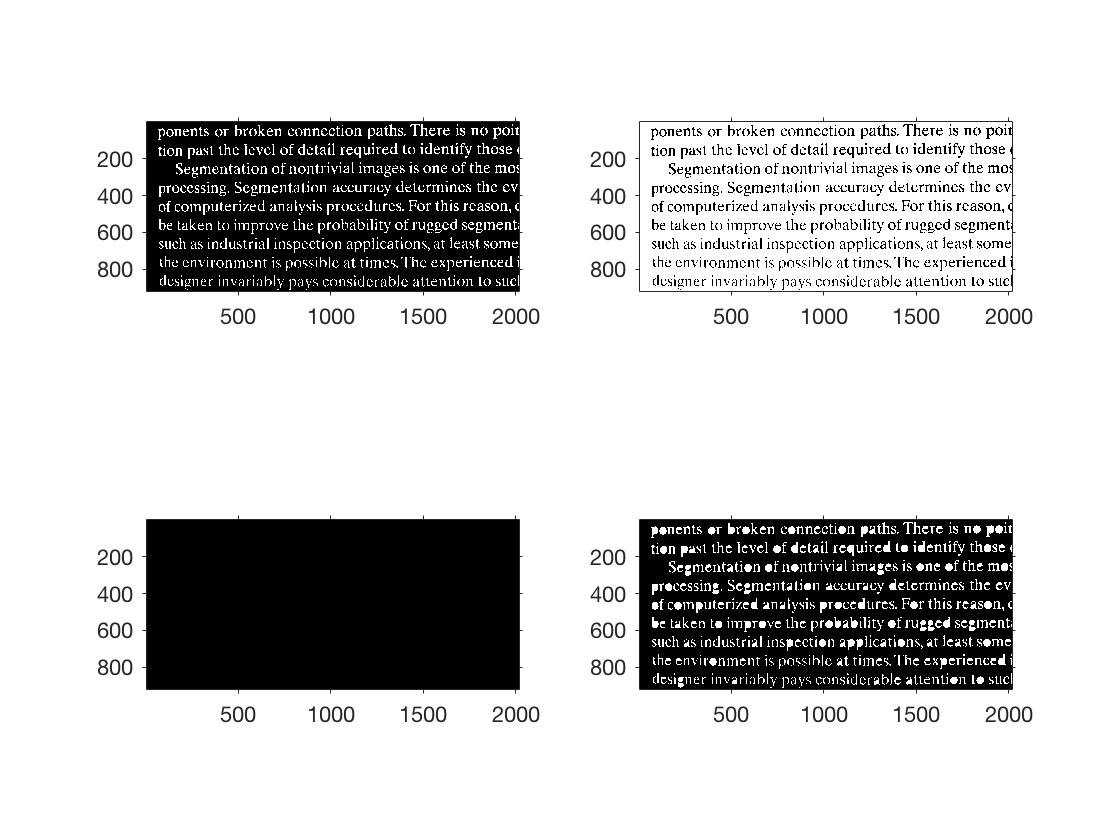 ponents or broken connection paths. There is no poin
tion past the level of detail required to identify those
Segmentation of nontrivial images is one of the mos
processing. Segmentation accuracy determines the ev
of computerized analysis procedures. For this reason, c
be taken to improve the probability of rugged segment
such as industrial inspection applications, at least some
the environment is possible at times. The experienced i
designer invariably pays considerable attention to such
200
400
600
800
500 1000 1500 2000
ponents or broken connection paths. There is no poin
tion past the level of detail required to identify those
Segmentation of nontrivial images is one of the mos
processing. Segmentation accuracy determines the ev
of computerized analysis procedures. For this reason, c
be taken to improve the probability of rugged segment
such as industrial inspection applications, at least some
the environment is possible at times. The experienced i
designer invariably pays considerable attention to such
200
400
600
800
500 1000 1500 2000
200
400
600
800
500 1000 1500 2000
ponents or broken connection paths. There is no poin
tion past the level of detail required to identify those
Segmentation of nontrivial images is one of the mos
processing. Segmentation accuracy determines the ev
of computerized analysis procedures. For this reason, c
be taken to improve the probability of rugged segment
such as industrial inspection applications, at least some
the environment is possible at times. The experienced i
designer invariably pays considerable attention to such
200
400
600
800
500 1000 1500 2000